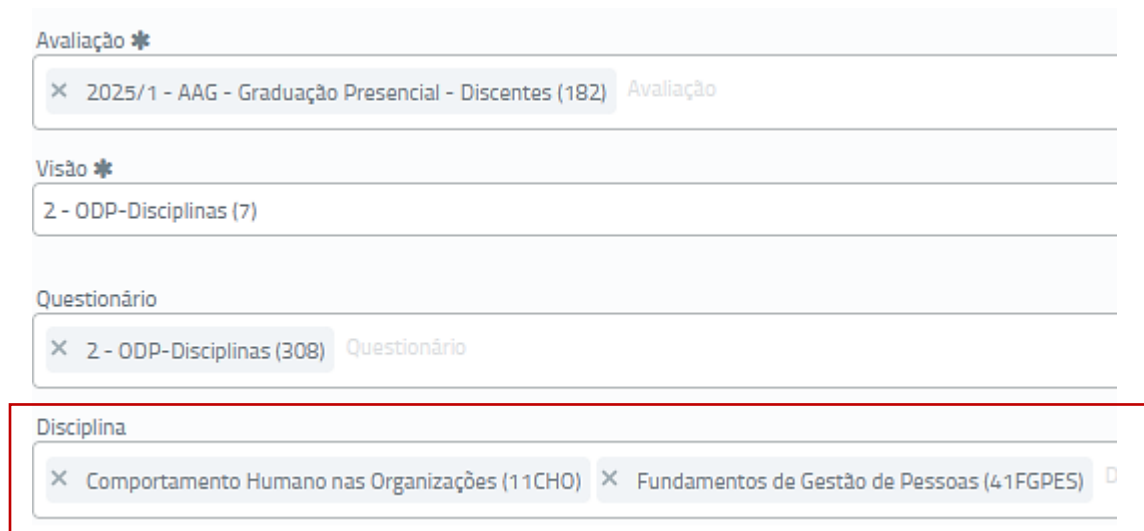 Avaliação ✱
× 2025/1 - AAG - Graduação Presencial - Discentes (182) Avaliação
Visão ✱
2 - ODP-Disciplinas (7)
Questionário
× 2 - ODP-Disciplinas (308) Questionário
Disciplina
× Comportamento Humano nas Organizações (11CHO) × Fundamentos de Gestão de Pessoas (41FGPES) D